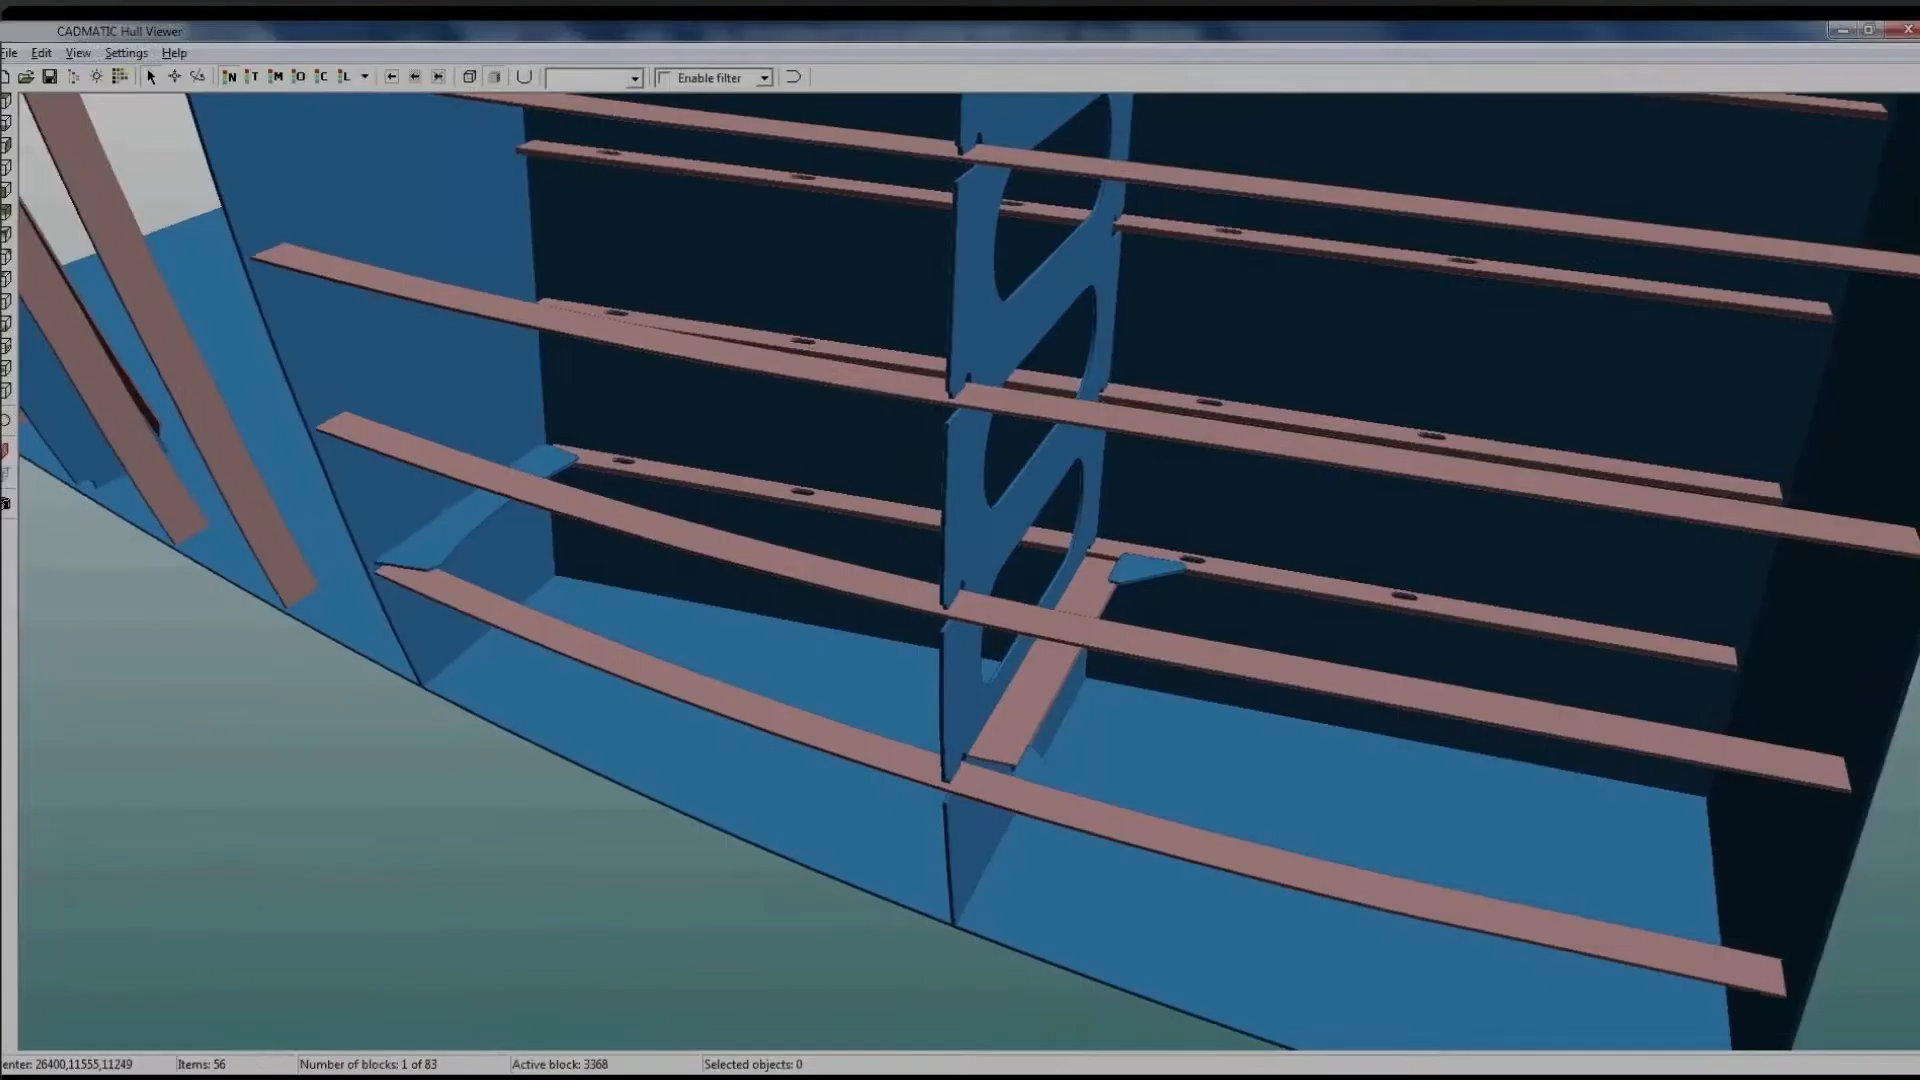 CADMATIC Hull Viewer
File Edit View Settings Help
N T M O C L Enable filter
enter: 26400,11555,11249 Items: 56 Number of blocks: 1 of 83 Active block: 3368 Selected objects: 0